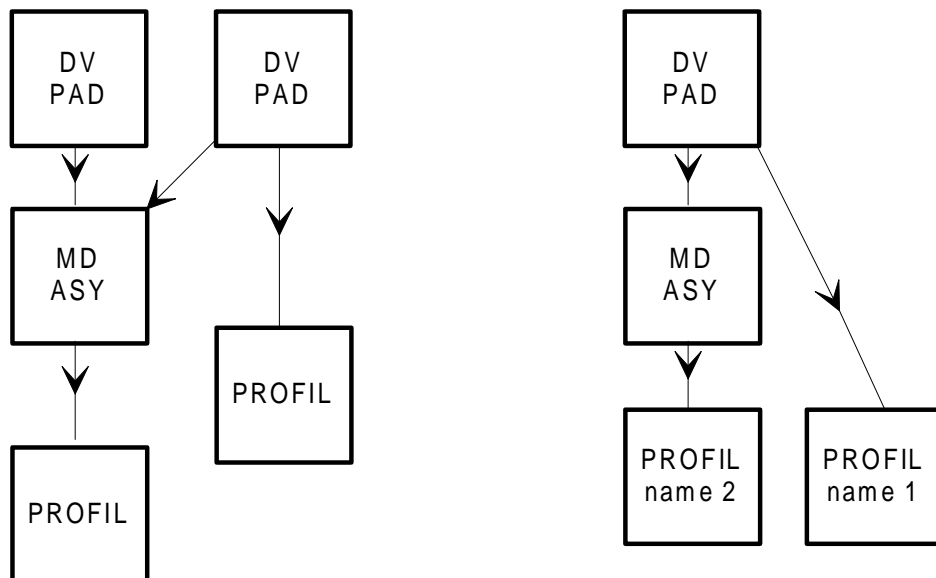 DV
PAD
DV
PAD
DV
PAD
MD
ASY
MD
ASY
PROFIL
PROFIL
name 2
PROFIL
name 1
PROFIL